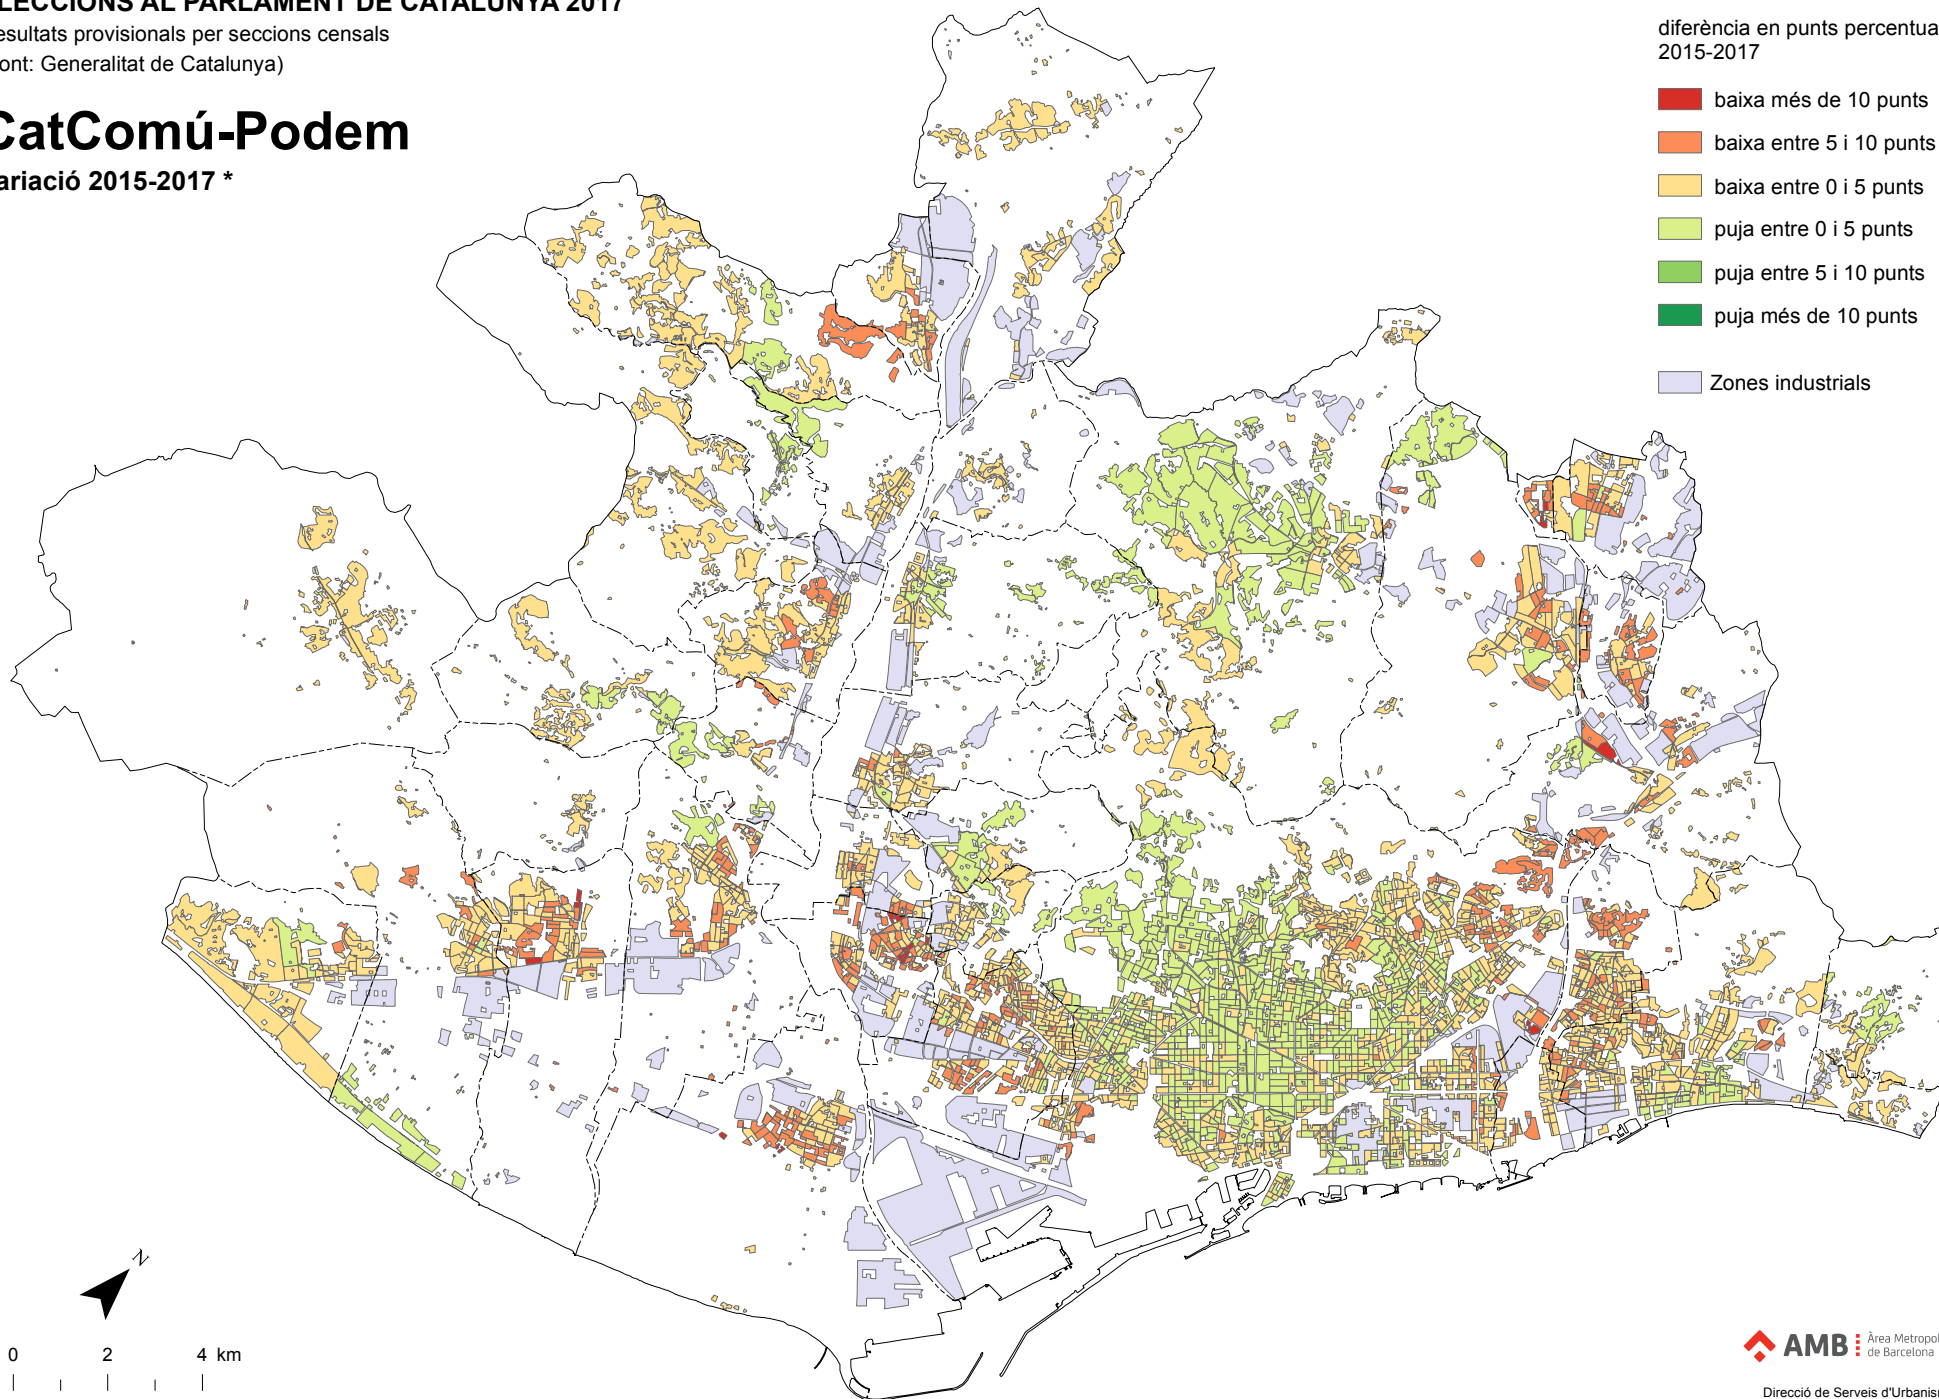 LECCIONS AL PARLAMENT DE CATALUNYA 2017
esultats provisionals per seccions censals
ont: Generalitat de Catalunya)
CatComú-Podem
ariació 2015-2017 *
diferència en punts percentua
2015-2017
baixa més de 10 punts
baixa entre 5 i 10 punts
baixa entre 0 i 5 punts
puja entre 0 i 5 punts
puja entre 5 i 10 punts
puja més de 10 punts
Zones industrials
N
0 2 4 km
AMB Àrea Metropol
de Barcelona
Direcció de Serveis d'Urbanis